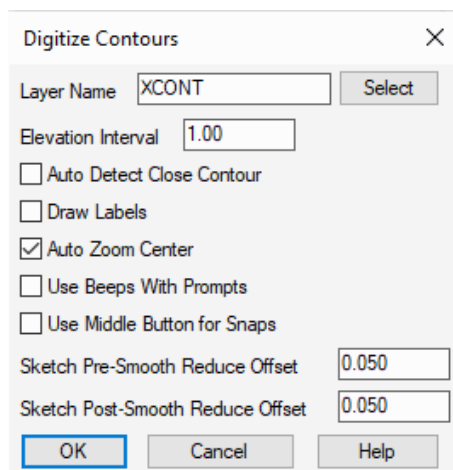 Digitize Contours
Layer Name XCONT Select
Elevation Interval 1.00
Auto Detect Close Contour
Draw Labels
Auto Zoom Center
Use Beeps With Prompts
Use Middle Button for Snaps
Sketch Pre-Smooth Reduce Offset 0.050
Sketch Post-Smooth Reduce Offset 0.050
OK Cancel Help